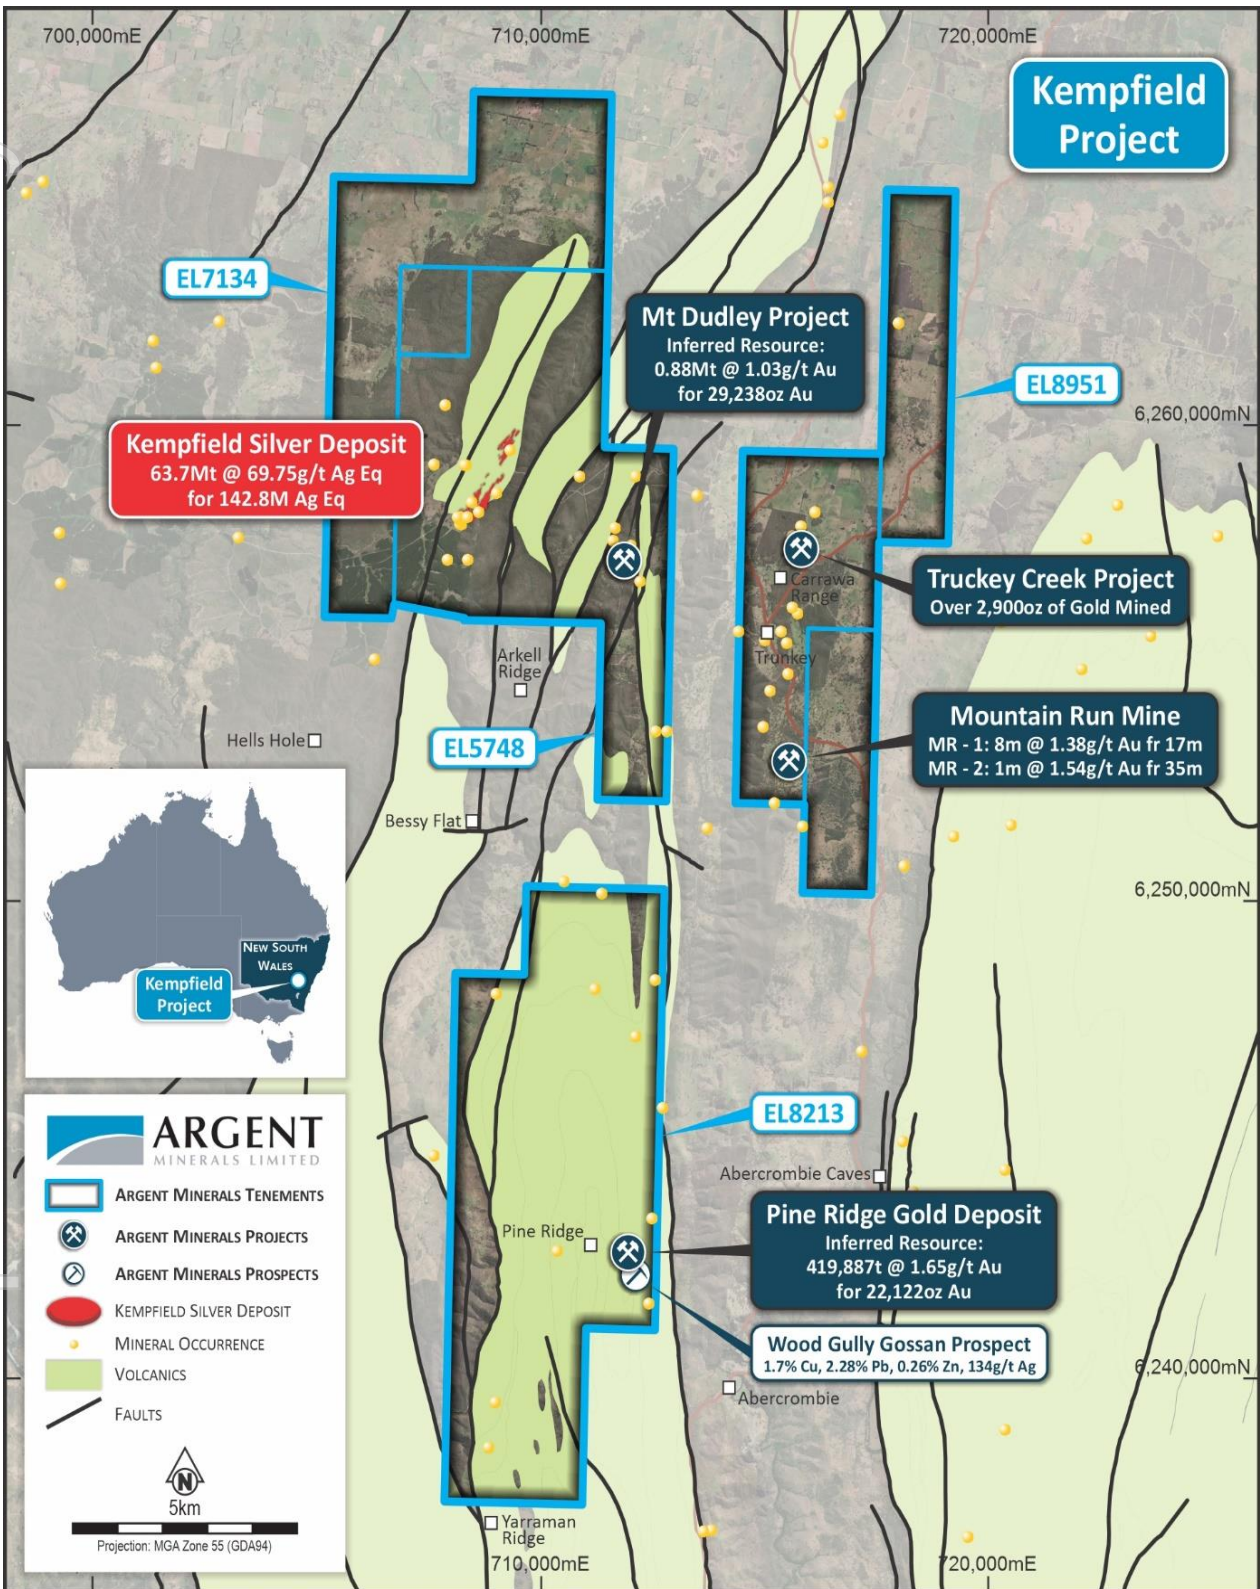 700,000mE
710,000mE
720,000mE
Kempfield
Project
EL7134
Mt Dudley Project
Inferred Resource:
0.88Mt @ 1.03g/t Au
for 29,238oz Au
EL8951
6,260,000mN
Kempfield Silver Deposit
63.7Mt @ 69.75g/t Ag Eq
for 142.8M Ag Eq
Truckey Creek Project
Over 2,900oz of Gold Mined
Carrawa
Range
Trunkey
Arkell
Ridge
Mountain Run Mine
MR - 1: 8m @ 1.38g/t Au fr 17m
MR - 2: 1m @ 1.54g/t Au fr 35m
Hells Hole
EL5748
Bessy Flat
6,250,000mN
NEW SOUTH
WALES
Kempfield
Project
EL8213
ARGENT
MINERALS LIMITED
ARGENT MINERALS TENEMENTS
ARGENT MINERALS PROJECTS
ARGENT MINERALS PROSPECTS
KEMPFIELD SILVER DEPOSIT
MINERAL OCCURRENCE
VOLCANICS
FAULTS
N
5km
Projection: MGA Zone 55 (GDA94)
Abercrombie Caves
Pine Ridge
Pine Ridge Gold Deposit
Inferred Resource:
419,887t @ 1.65g/t Au
for 22,122oz Au
Wood Gully Gossan Prospect
1.7% Cu, 2.28% Pb, 0.26% Zn, 134g/t Ag
6,240,000mN
Abercrombie
Yarraman
Ridge
710,000mE
720,000mE